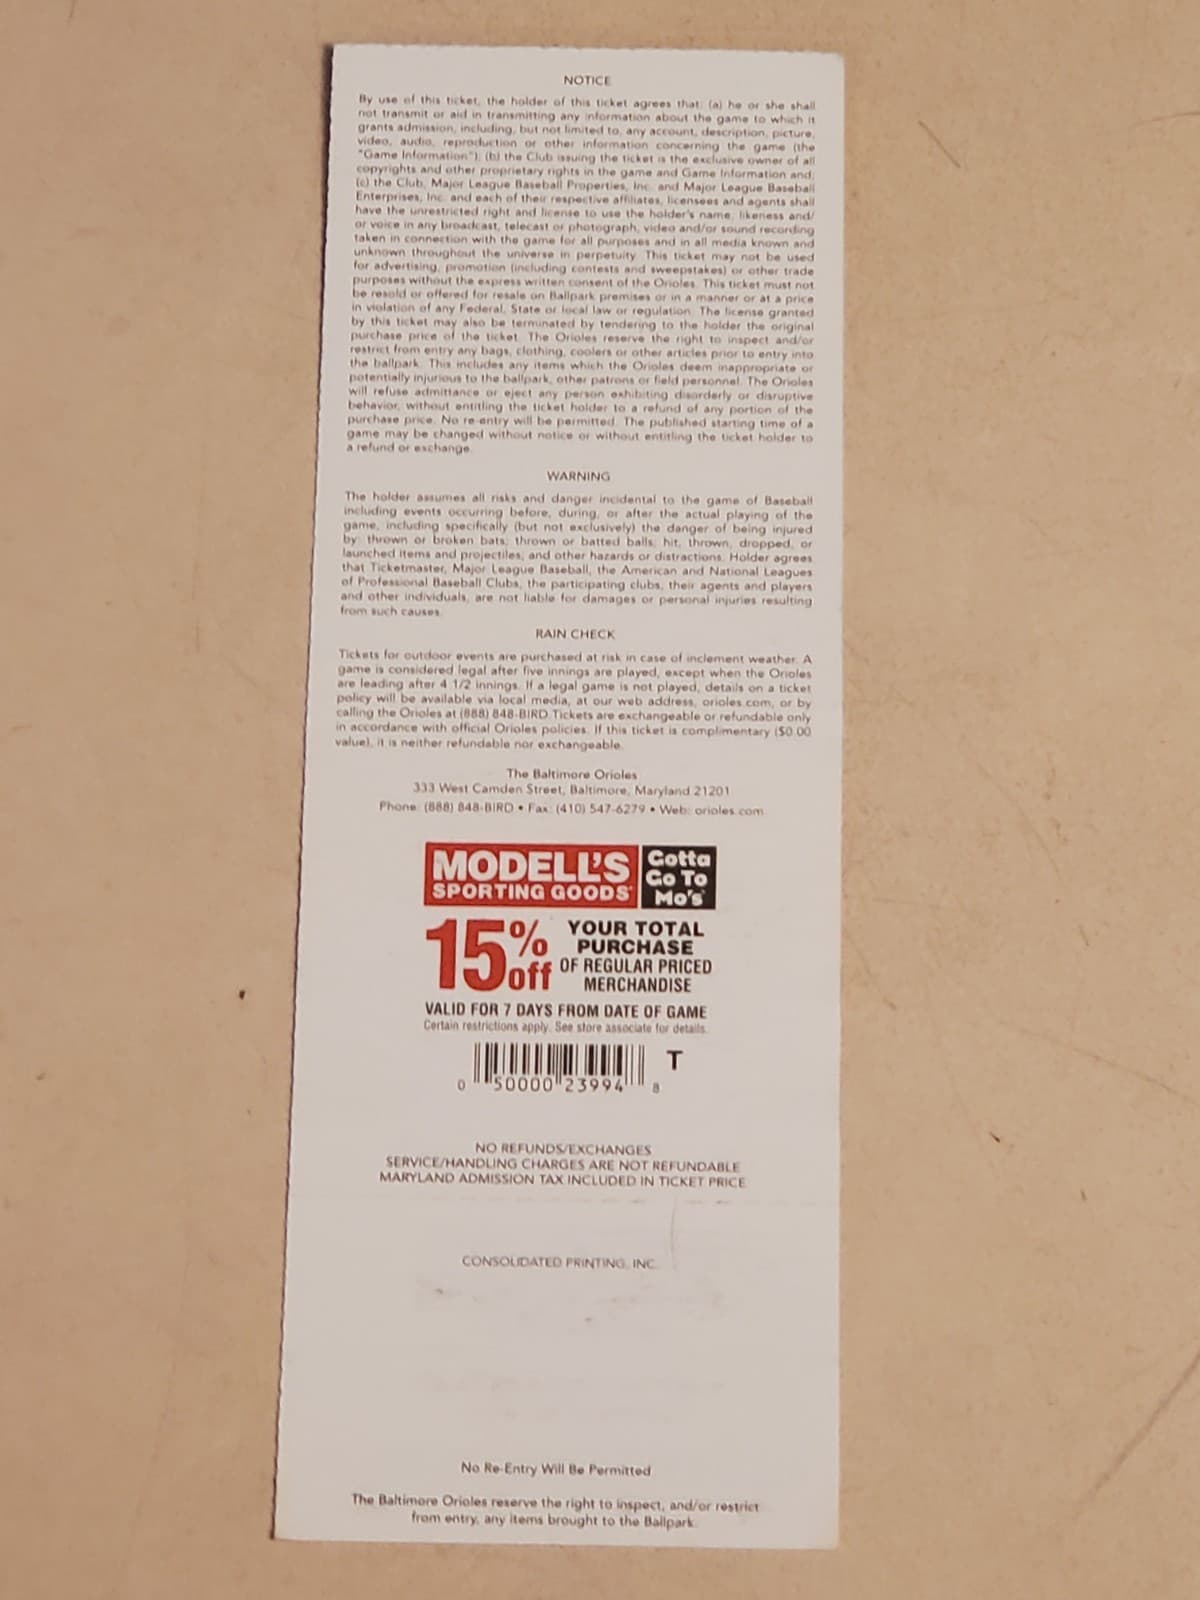 NOTICE
By use of this ticket, the holder of this ticket agrees that: (a) he or she shall
not transmit or aid in transmitting any information about the game to which it
grants admission, including, but not limited to, any account, description, picture,
video, audio, reproduction or other information concerning the game (the
"Game Information"); (b) the Club issuing the ticket is the exclusive owner of all
copyrights and other proprietary rights in the game and Game Information and;
(c) the Club, Major League Baseball Properties, Inc. and Major League Baseball
Enterprises, Inc. and each of their respective affiliates, licensees and agents shall
have the unrestricted right and license to use the holder's name, likeness and/
or voice in any broadcast, telecast or photograph, video and/or sound recording
taken in connection with the game for all purposes and in all media known and
unknown throughout the universe in perpetuity. This ticket may not be used
for advertising, promotion (including contests and sweepstakes) or other trade
purposes without the express written consent of the Orioles. This ticket must not
be resold or offered for resale on Ballpark premises or in a manner or at a price
in violation of any Federal, State or local law or regulation. The license granted
by this ticket may also be terminated by tendering to the holder the original
purchase price of the ticket. The Orioles reserve the right to inspect and/or
restrict from entry any bags, clothing, coolers or other articles prior to entry into
the ballpark. This includes any items which the Orioles deem inappropriate or
potentially injurious to the ballpark, other patrons or field personnel. The Orioles
will refuse admittance or eject any person exhibiting disorderly or disruptive
behavior, without entitling the ticket holder to a refund of any portion of the
purchase price. No re-entry will be permitted. The published starting time of a
game may be changed without notice or without entitling the ticket holder to
a refund or exchange.
WARNING
The holder assumes all risks and danger incidental to the game of Baseball
including events occurring before, during, or after the actual playing of the
game, including specifically (but not exclusively) the danger of being injured
by: thrown or broken bats; thrown or batted balls; hit, thrown, dropped, or
launched items and projectiles; and other hazards or distractions. Holder agrees
that Ticketmaster, Major League Baseball, the American and National Leagues
of Professional Baseball Clubs, the participating clubs, their agents and players
and other individuals, are not liable for damages or personal injuries resulting
from such causes.
RAIN CHECK
Tickets for outdoor events are purchased at risk in case of inclement weather. A
game is considered legal after five innings are played, except when the Orioles
are leading after 4 1/2 innings. If a legal game is not played, details on a ticket
policy will be available via local media, at our web address, orioles.com, or by
calling the Orioles at (888) 848-BIRD. Tickets are exchangeable or refundable only
in accordance with official Orioles policies. If this ticket is complimentary ($0.00
value), it is neither refundable nor exchangeable.
The Baltimore Orioles
333 West Camden Street, Baltimore, Maryland 21201
Phone: (888) 848-BIRD • Fax: (410) 547-6279 • Web: orioles.com
MODELL'S
SPORTING GOODS
Gotta
Go To
Mo's
15% off
YOUR TOTAL
PURCHASE
OF REGULAR PRICED
MERCHANDISE
VALID FOR 7 DAYS FROM DATE OF GAME
Certain restrictions apply. See store associate for details.
T
0 50000 23994 8
NO REFUNDS/EXCHANGES
SERVICE/HANDLING CHARGES ARE NOT REFUNDABLE
MARYLAND ADMISSION TAX INCLUDED IN TICKET PRICE
CONSOLIDATED PRINTING, INC.
No Re-Entry Will Be Permitted
The Baltimore Orioles reserve the right to inspect, and/or restrict
from entry, any items brought to the Ballpark.